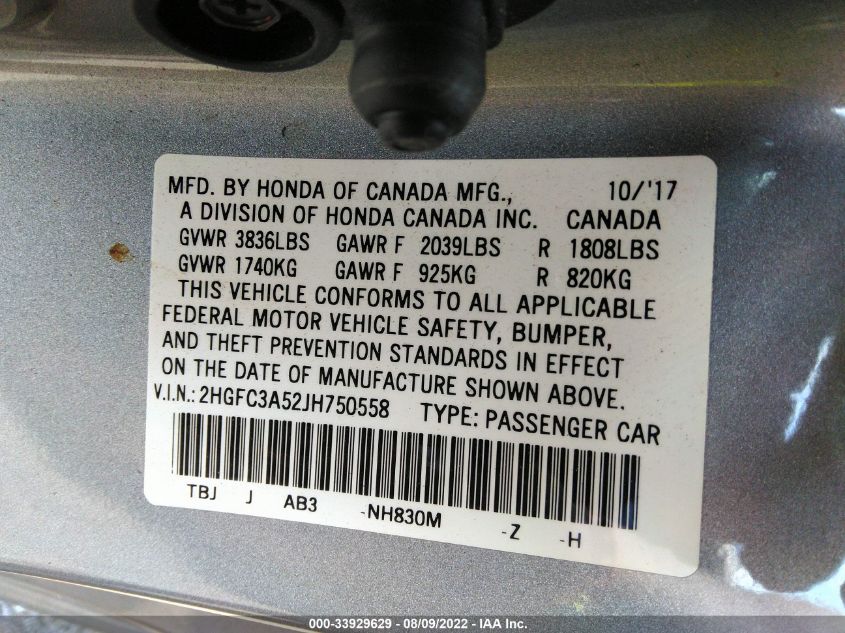 MFD. BY HONDA OF CANADA MFG., 10/'17
A DIVISION OF HONDA CANADA INC. CANADA
GVWR 3836LBS GAWR F 2039LBS R 1808LBS
GVWR 1740KG GAWR F 925KG R 820KG
THIS VEHICLE CONFORMS TO ALL APPLICABLE
FEDERAL MOTOR VEHICLE SAFETY, BUMPER,
AND THEFT PREVENTION STANDARDS IN EFFECT
ON THE DATE OF MANUFACTURE SHOWN ABOVE.
V.I.N.: 2HGFC3A52JH750558 TYPE: PASSENGER CAR
TBJ J AB3 -NH830M -Z -H
000-33929629 - 08/09/2022 - IAA Inc.